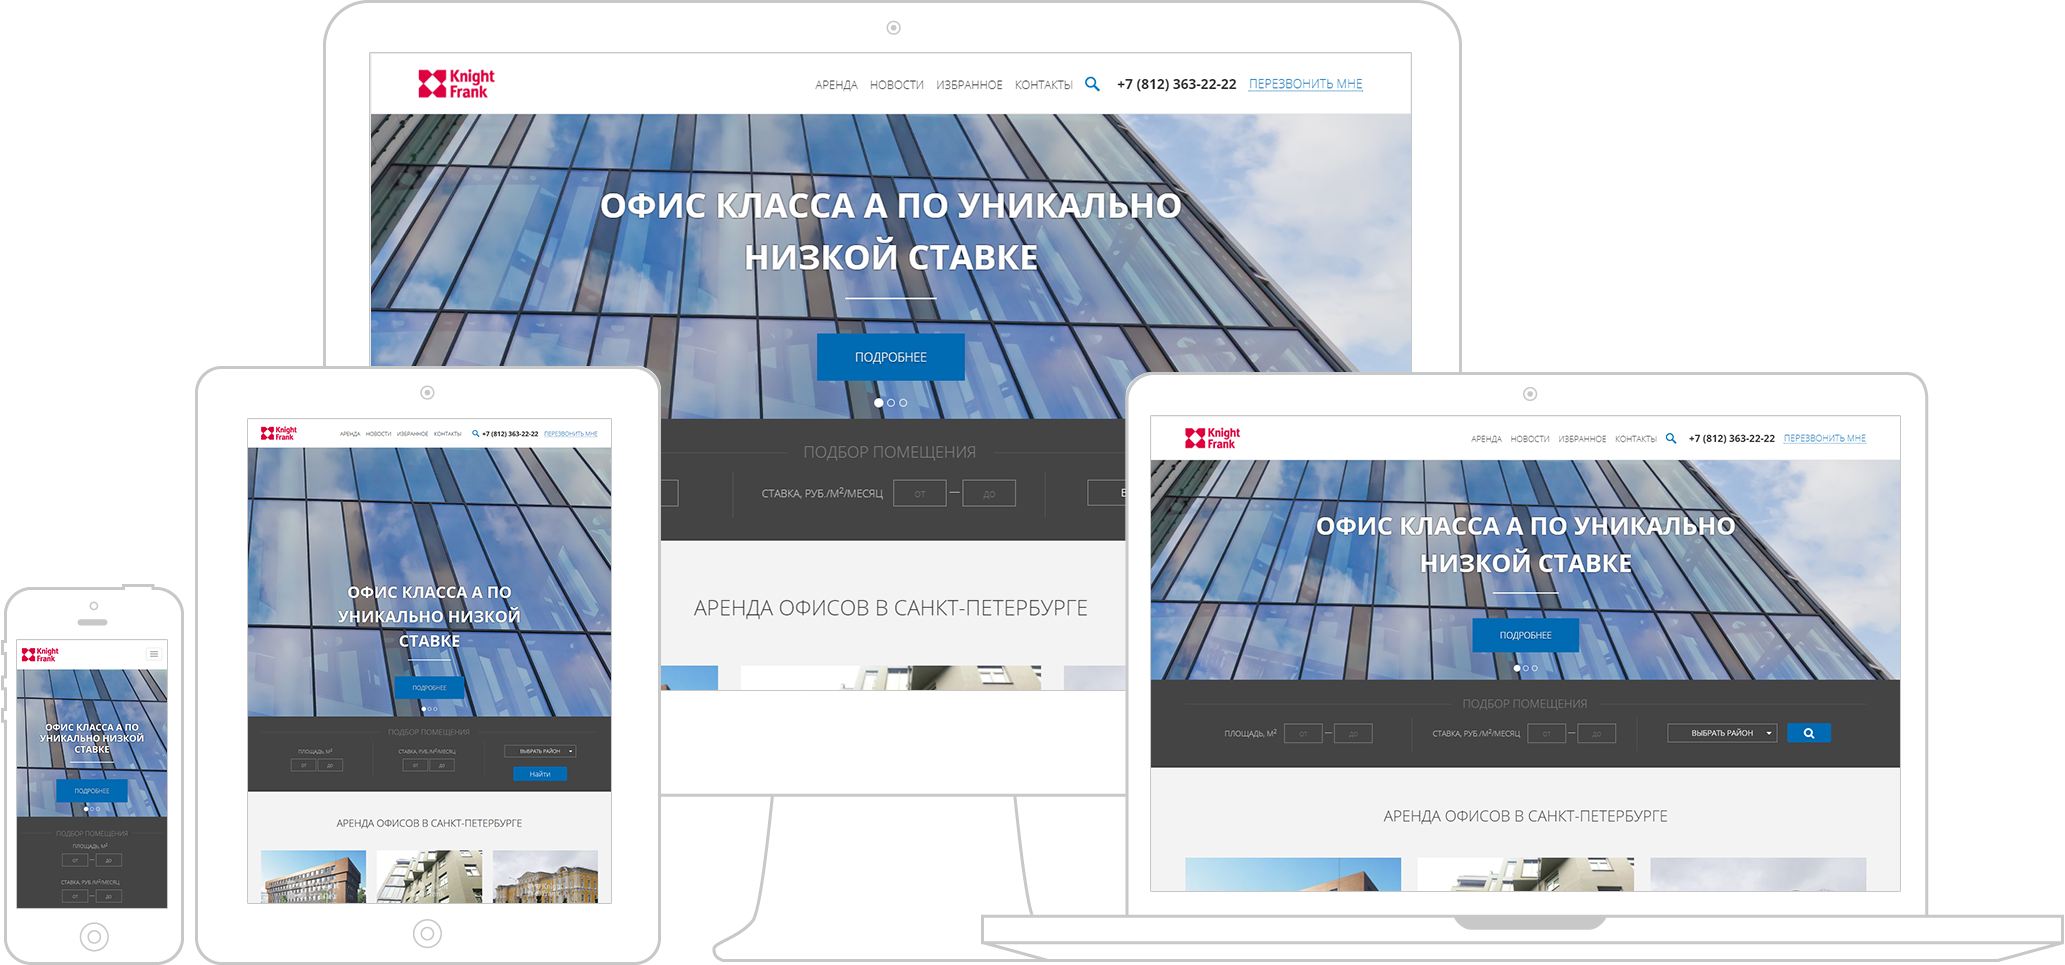 Knight
Frank
АРЕНДА НОВОСТИ ИЗБРАННОЕ КОНТАКТЫ +7 (812) 363-22-22 ПЕРЕЗВОНИТЬ МНЕ
ОФИС КЛАССА А ПО УНИКАЛЬНО
НИЗКОЙ СТАВКЕ
ПОДРОБНЕЕ
ПОДБОР ПОМЕЩЕНИЯ
СТАВКА, РУБ./М²/МЕСЯЦ от — до
АРЕНДА ОФИСОВ В САНКТ-ПЕТЕРБУРГЕ
Knight
Frank
АРЕНДА НОВОСТИ ИЗБРАННОЕ КОНТАКТЫ +7 (812) 363-22-22 ПЕРЕЗВОНИТЬ МНЕ
ОФИС КЛАССА А ПО
УНИКАЛЬНО НИЗКОЙ
СТАВКЕ
ПОДРОБНЕЕ
ПОДБОР ПОМЕЩЕНИЯ
ПЛОЩАДЬ, М² СТАВКА, РУБ./М²/МЕСЯЦ ВЫБРАТЬ РАЙОН
от до от до
Найти
АРЕНДА ОФИСОВ В САНКТ-ПЕТЕРБУРГЕ
Knight
Frank
ОФИС КЛАССА А ПО
УНИКАЛЬНО НИЗКОЙ
СТАВКЕ
ПОДРОБНЕЕ
ПОДБОР ПОМЕЩЕНИЯ
ПЛОЩАДЬ, М²
от — до
СТАВКА, РУБ./М²/МЕСЯЦ
от — до
Knight
Frank
АРЕНДА НОВОСТИ ИЗБРАННОЕ КОНТАКТЫ +7 (812) 363-22-22 ПЕРЕЗВОНИТЬ МНЕ
ОФИС КЛАССА А ПО УНИКАЛЬНО
НИЗКОЙ СТАВКЕ
ПОДРОБНЕЕ
ПОДБОР ПОМЕЩЕНИЯ
ПЛОЩАДЬ, М² от — до СТАВКА, РУБ./М²/МЕСЯЦ от — до ВЫБРАТЬ РАЙОН
АРЕНДА ОФИСОВ В САНКТ-ПЕТЕРБУРГЕ